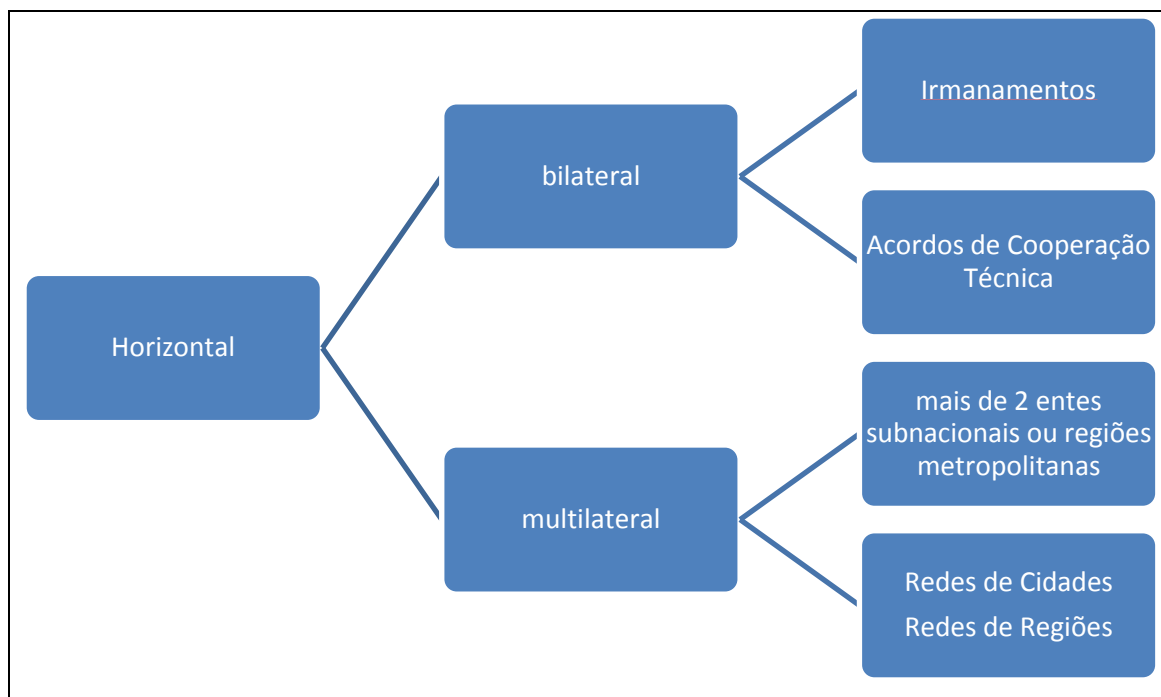 Horizontal
bilateral
Irmanamentos
Acordos de Cooperação
Técnica
multilateral
mais de 2 entes
subnacionais ou regiões
metropolitanas
Redes de Cidades
Redes de Regiões